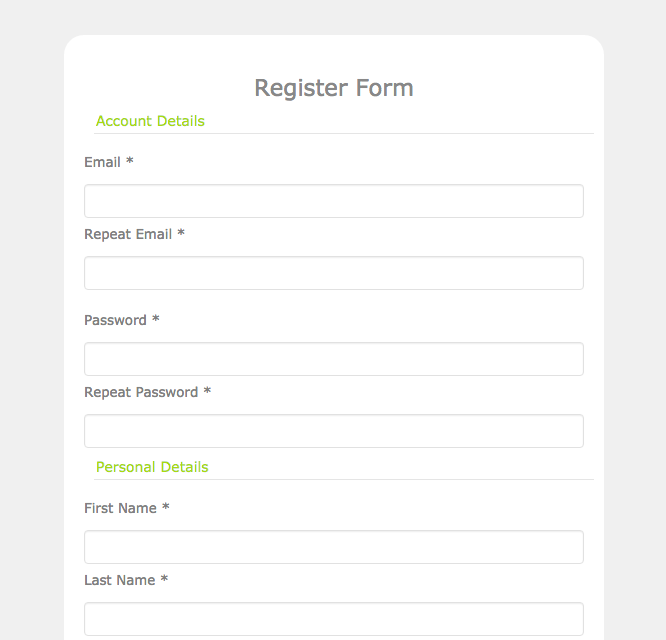 Register Form
Account Details
Email *
Repeat Email *
Password *
Repeat Password *
Personal Details
First Name *
Last Name *